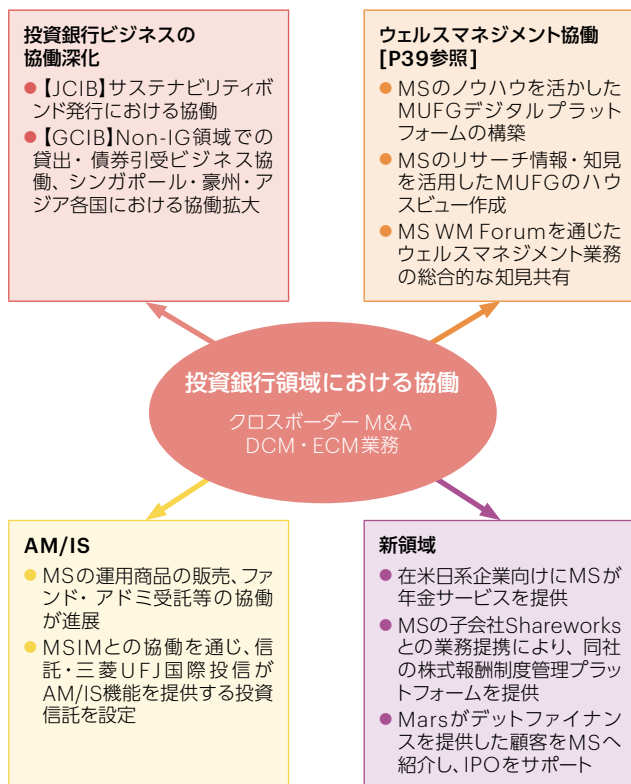 投資銀行ビジネスの
協働深化
● 【JCIB】サステナビリティボ
ンド発行における協働
● 【GCIB】Non-IG領域での
貸出・債券引受ビジネス協
働、シンガポール・豪州・ア
ジア各国における協働拡大
ウェルスマネジメント協働
[P39参照]
● MSのノウハウを活かした
MUFGデジタルプラット
フォームの構築
● MSのリサーチ情報・知見
を活用したMUFGのハウ
スビュー作成
● MS WM Forumを通じた
ウェルスマネジメント業務
の総合的な知見共有
投資銀行領域における協働
クロスボーダー M&A
DCM・ECM業務
AM/IS
● MSの運用商品の販売、ファ
ンド・アドミ受託等の協働
が進展
● MSIMとの協働を通じ、信
託・三菱UFJ国際投信が
AM/IS機能を提供する投資
信託を設定
新領域
● 在米日系企業向けにMSが
年金サービスを提供
● MSの子会社Shareworks
との業務提携により、同社
の株式報酬制度管理プラッ
トフォームを提供
● Marsがデットファイナン
スを提供した顧客をMSへ
紹介し、IPOをサポート